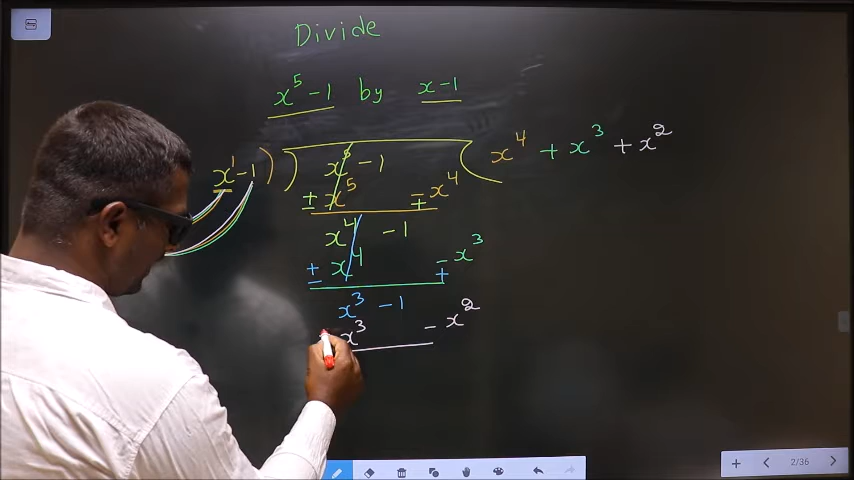 Divide
x⁵ - 1 by x - 1
x¹ - 1 ) ) x⁵ - 1 ( x⁴ + x³ + x²
± x⁵ ∓ x⁴
x⁴ - 1
± x⁴ ∓ x³
x³ - 1
x³ - x²
2/36